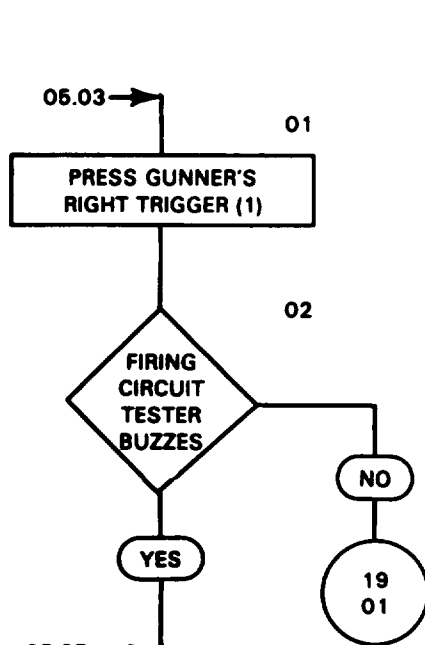 05.03
01
PRESS GUNNER'S
RIGHT TRIGGER (1)
02
FIRING
CIRCUIT
TESTER
BUZZES
NO
YES
19
01